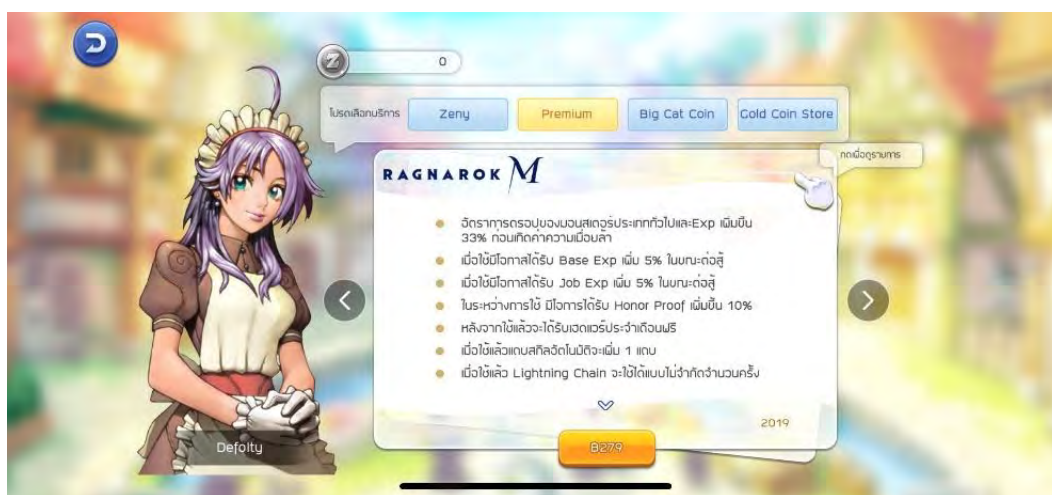 0
โปรดเลือกบริการ
Zeny
Premium
Big Cat Coin
Gold Coin Store
กดเพื่อดูรายการ
RAGNAROK M
อัตราการดรอปของมอนสเตอร์ประเภททั่วไปและExp เพิ่มขึ้น
33% ก่อนเกิดค่าความเมื่อยล้า
เมื่อใช้มีโอกาสได้รับ Base Exp เพิ่ม 5% ในขณะต่อสู้
เมื่อใช้มีโอกาสได้รับ Job Exp เพิ่ม 5% ในขณะต่อสู้
ในระหว่างการใช้ มีโอการได้รับ Honor Proof เพิ่มขึ้น 10%
หลังจากใช้แล้วจะได้รับเฮดแวร์ประจำเดือนฟรี
เมื่อใช้แล้วแถบสกิลอัตโนมัติจะเพิ่ม 1 แถบ
เมื่อใช้แล้ว Lightning Chain จะใช้ได้แบบไม่จำกัดจำนวนครั้ง
2019
Defolty
฿279